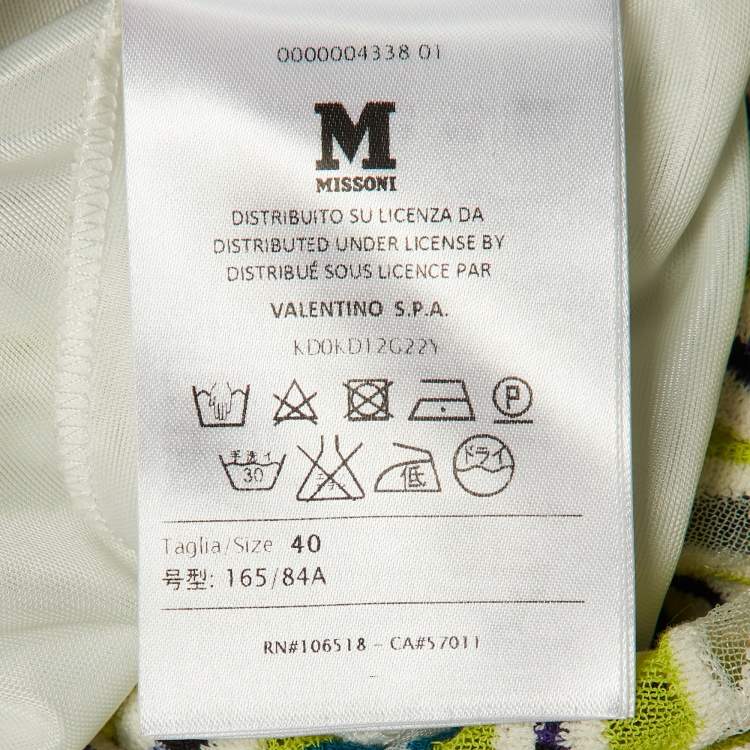 0000004338 01
M
MISSONI
DISTRIBUITO SU LICENZA DA
DISTRIBUTED UNDER LICENSE BY
DISTRIBUÉ SOUS LICENCE PAR
VALENTINO S.P.A.
KD0KD12G22Y
P
手洗イ 30 低 ドライ
Taglia/Size 40
号型: 165/84A
RN#106518 - CA#57011